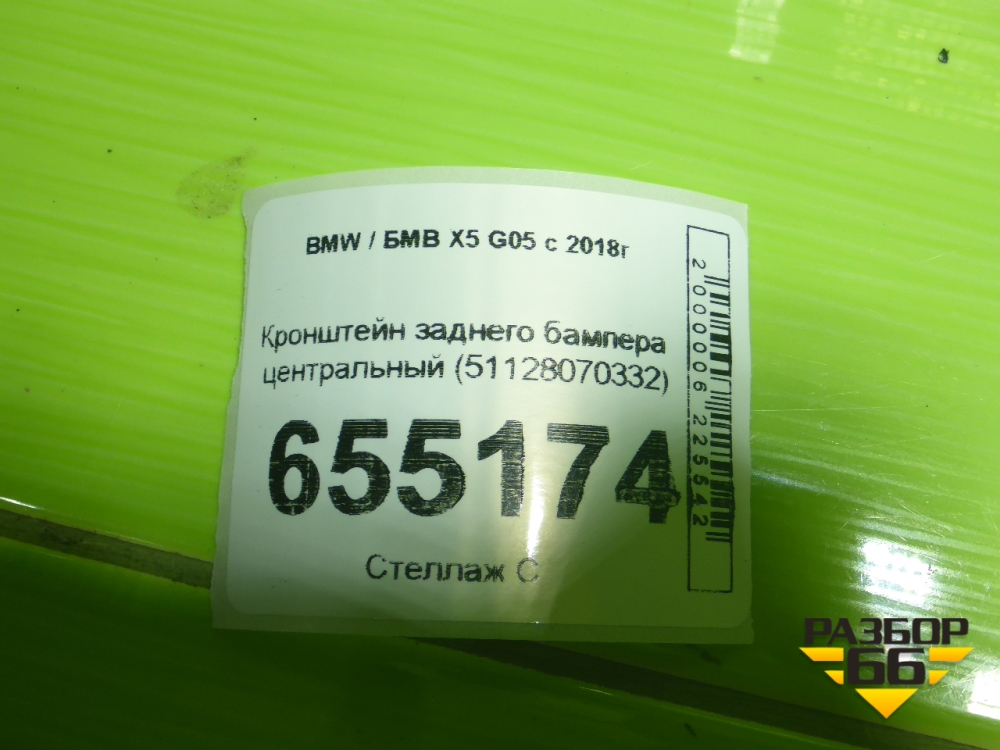 BMW / БМВ X5 G05 с 2018г
Кронштейн заднего бампера
центральный (51128070332)
655174
Стеллаж С
2000006225542
РАЗБОР
66